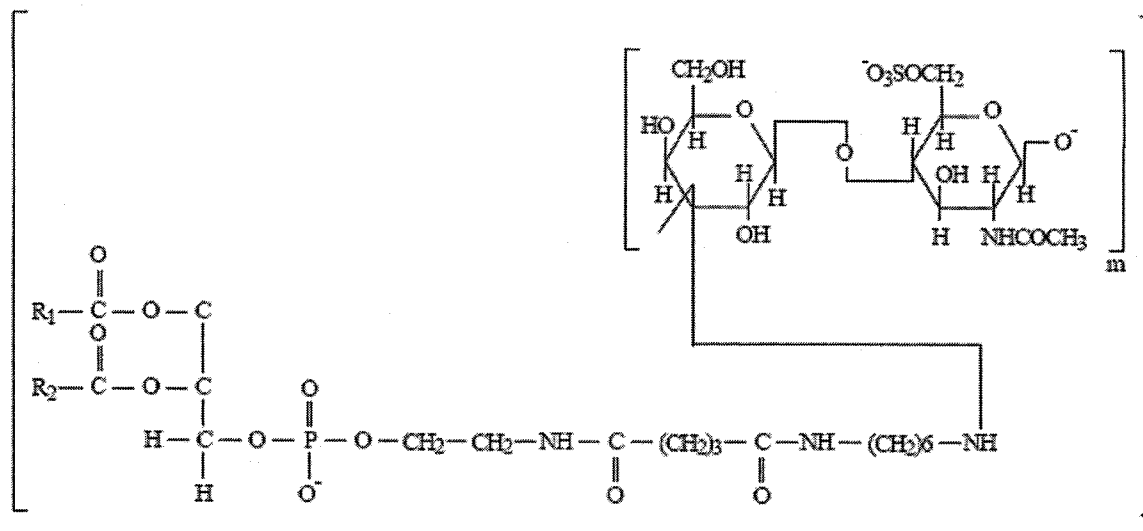 CH₂OH ⁻O₃SOCH₂
HO H O H H O O⁻
H H H O OH H H
OH H NHCOCH₃ m
O
R₁—C—O—C
O
R₂—C—O—C O
H—C—O—P—O—CH₂—CH₂—NH—C—(CH₂)₃—C—NH—(CH₂)6—NH
H O⁻ O O